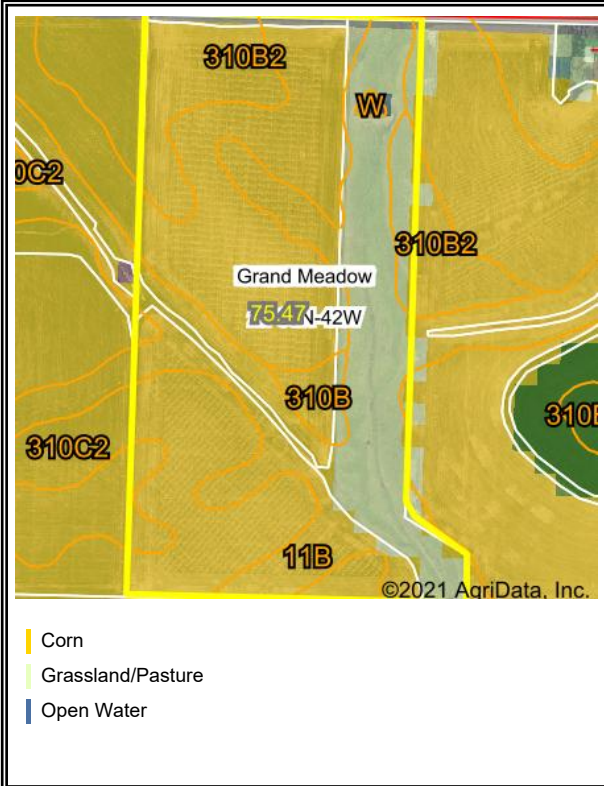 310B2
W
0C2
310B2
Grand Meadow
75.47 N-42W
310B
310B
310C2
11B
©2021 AgriData, Inc.
Corn
Grassland/Pasture
Open Water